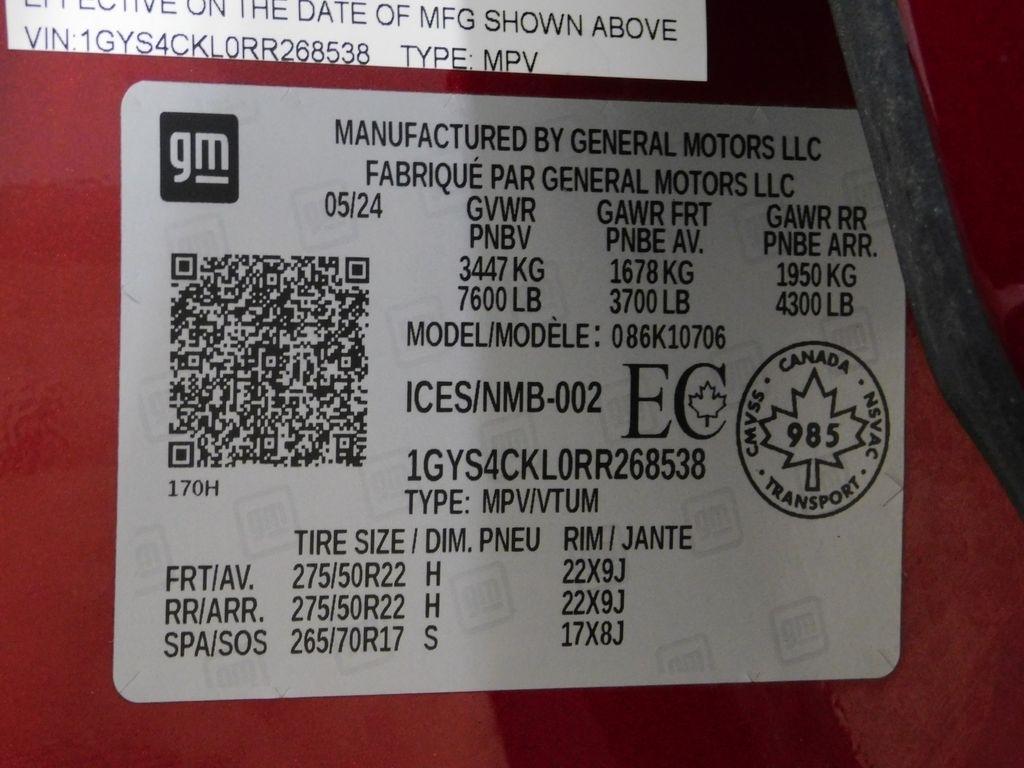 EFFECTIVE ON THE DATE OF MFG SHOWN ABOVE
VIN:1GYS4CKL0RR268538 TYPE: MPV
gm
MANUFACTURED BY GENERAL MOTORS LLC
FABRIQUÉ PAR GENERAL MOTORS LLC
05/24 GVWR GAWR FRT GAWR RR
PNBV PNBE AV. PNBE ARR.
3447 KG 1678 KG 1950 KG
7600 LB 3700 LB 4300 LB
MODEL/MODÈLE: 086K10706
ICES/NMB-002 EC
CANADA
CMVSS 985 NSVAC
TRANSPORT
1GYS4CKL0RR268538
170H
TYPE: MPV/VTUM
TIRE SIZE / DIM. PNEU RIM / JANTE
FRT/AV. 275/50R22 H 22X9J
RR/ARR. 275/50R22 H 22X9J
SPA/SOS 265/70R17 S 17X8J